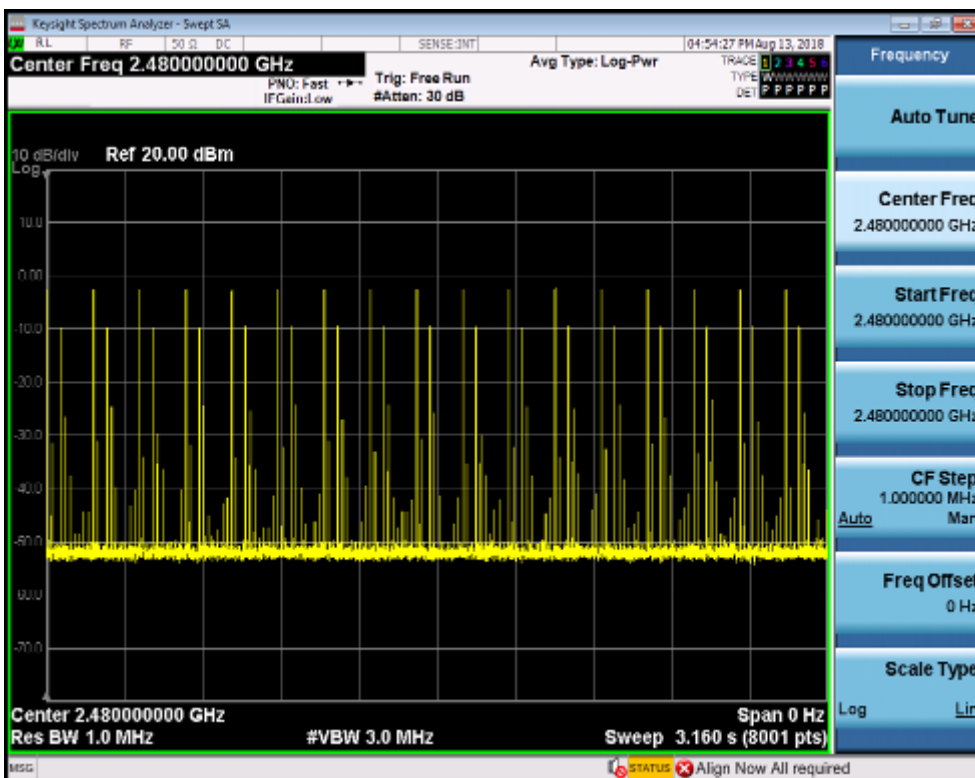 Keysight Spectrum Analyzer - Swept SA
RL RF 50 Ω DC SENSE:INT 04:54:27 PM Aug 13, 2018
Center Freq 2.480000000 GHz
PNO: Fast
IFGain:Low
Trig: Free Run
#Atten: 30 dB
Avg Type: Log-Pwr
TRACE 1 2 3 4 5 6
TYPE WWWWWW
DET P P P P P P
10 dB/div Ref 20.00 dBm
Log
10.0
0.00
-10.0
-20.0
-30.0
-40.0
-50.0
-60.0
-70.0
Center 2.480000000 GHz Span 0 Hz
Res BW 1.0 MHz #VBW 3.0 MHz Sweep 3.160 s (8001 pts)
MSG STATUS Align Now All required
Frequency
Auto Tune
Center Freq
2.480000000 GHz
Start Freq
2.480000000 GHz
Stop Freq
2.480000000 GHz
CF Step
1.000000 MHz
Auto Man
Freq Offset
0 Hz
Scale Type
Log Lin